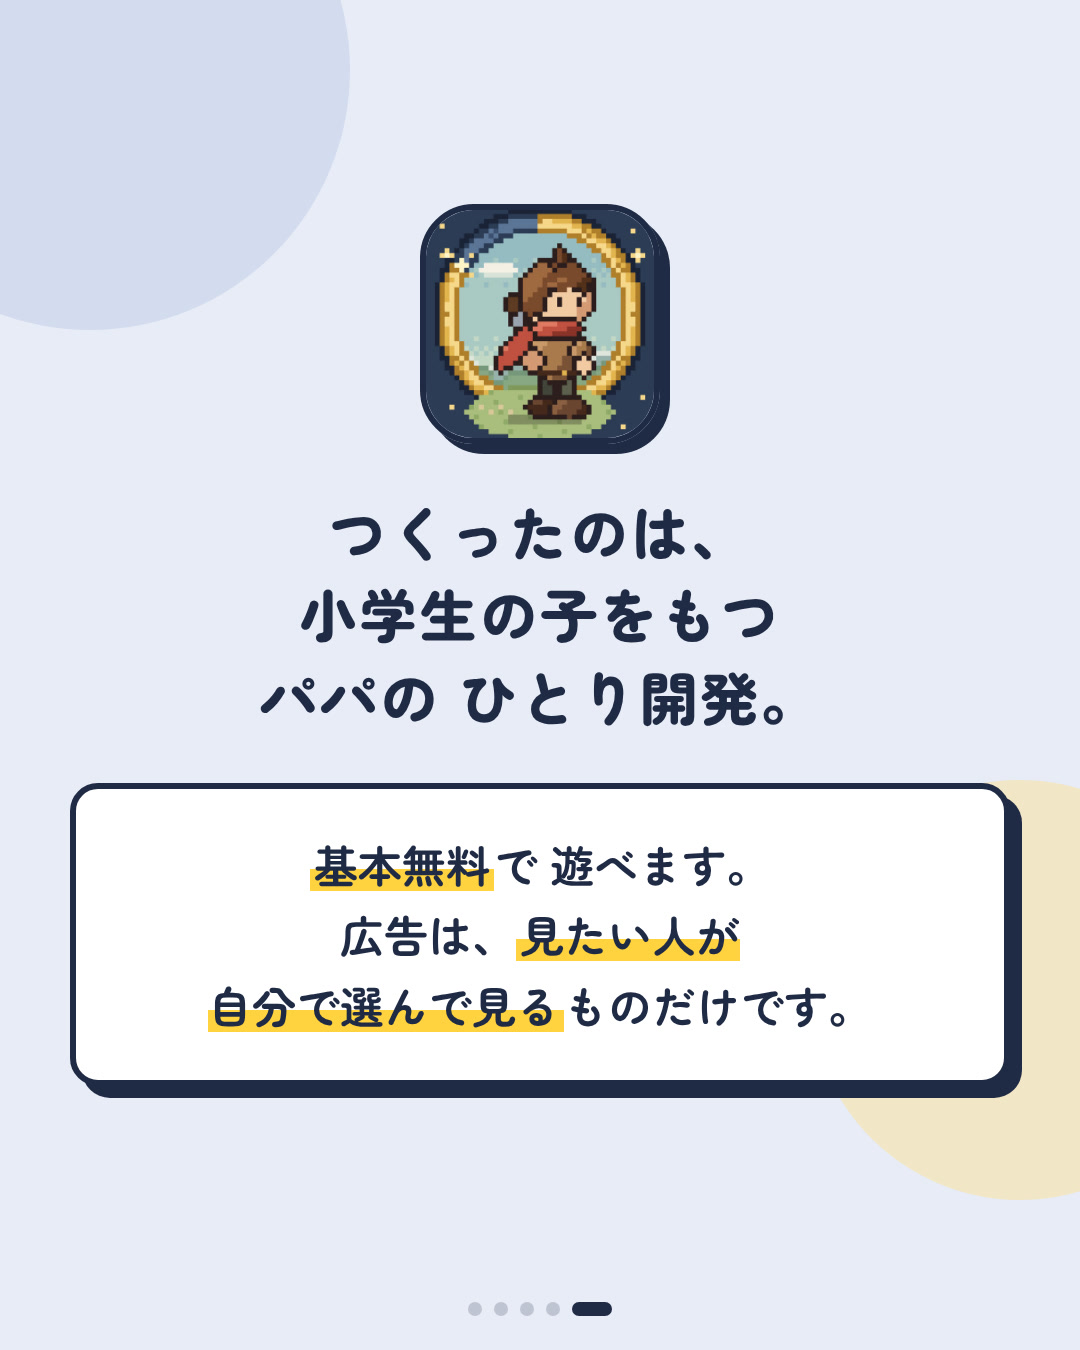 つくったのは、
小学生の子をもつ
パパの ひとり開発。
基本無料で 遊べます。
広告は、見たい人が
自分で選んで見るものだけです。